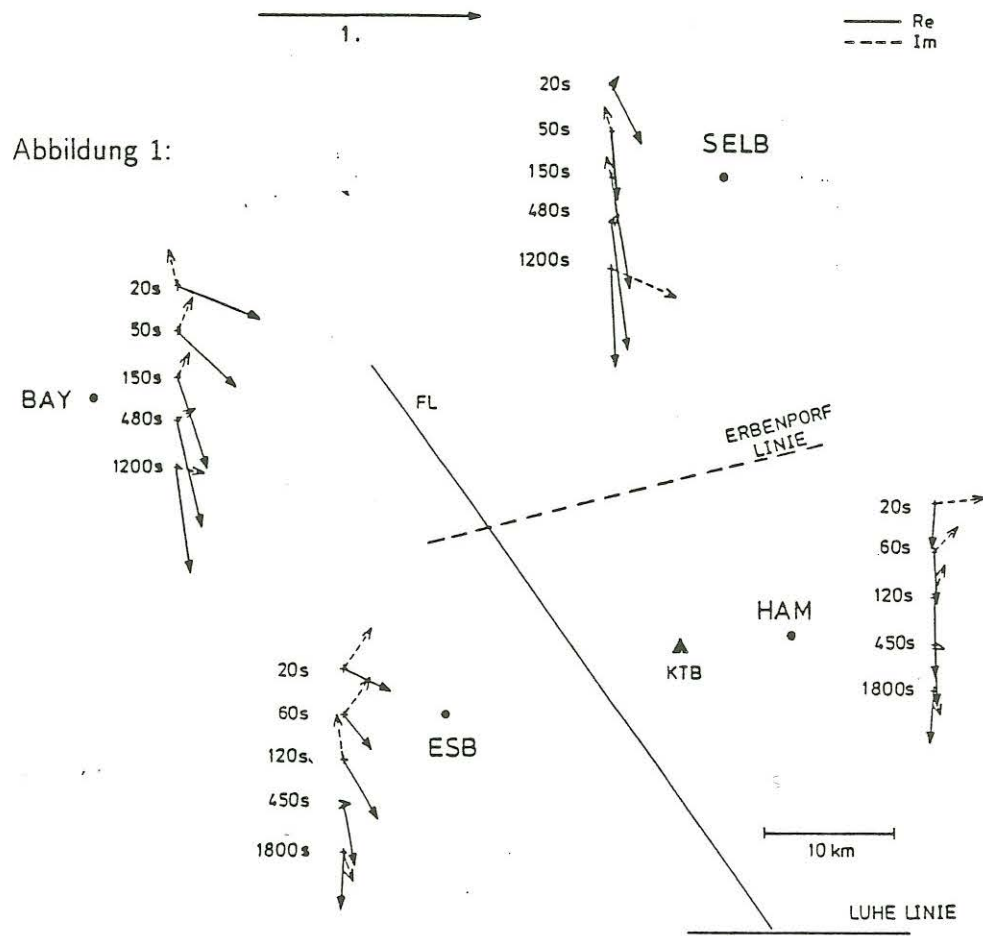 1.
Re
Im
Abbildung 1:
20s
50s
150s
480s
1200s
SELB
20s
50s
150s
480s
1200s
BAY
FL
ERBENPORF
LINIE
20s
60s
120s
450s
1800s
HAM
KTB
20s
60s
120s
450s
1800s
ESB
10 km
LUHE LINIE